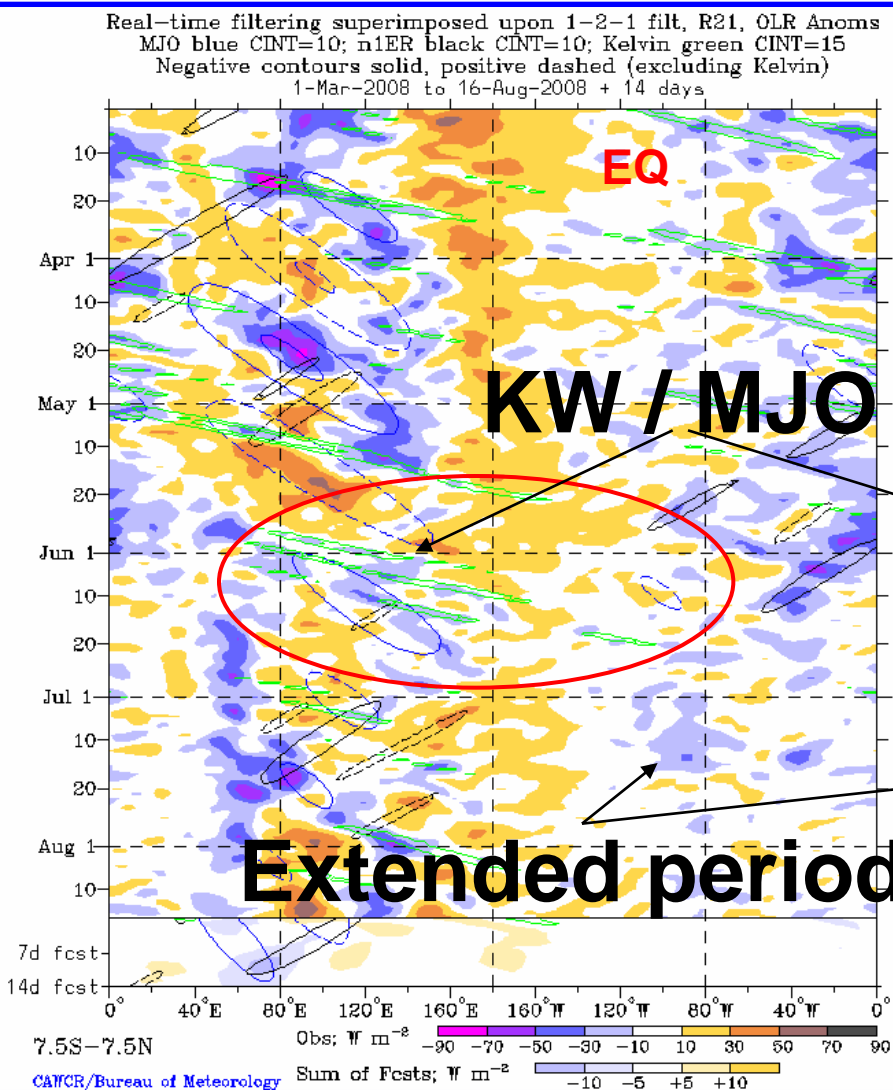 Real-time filtering superimposed upon 1-2-1 filt, R21, OLR Anoms
MJO blue CINT=10; n1ER black CINT=10; Kelvin green CINT=15
Negative contours solid, positive dashed (excluding Kelvin)
1-Mar-2008 to 16-Aug-2008 + 14 days
EQ
10
20
Apr 1
10
20
KW / MJO
May 1
10
20
Jun 1
10
20
Jul 1
10
20
Aug 1
Extended period
10
7d fcst
14d fcst
0° 40°E 80°E 120°E 160°E 160°W 120°W 80°W 40°W 0°
7.5S-7.5N
Obs; W m⁻²
-90 -70 -50 -30 -10 10 30 50 70 90
CAWCR/Bureau of Meteorology
Sum of Fcsts; W m⁻²
-10 -5 +5 +10